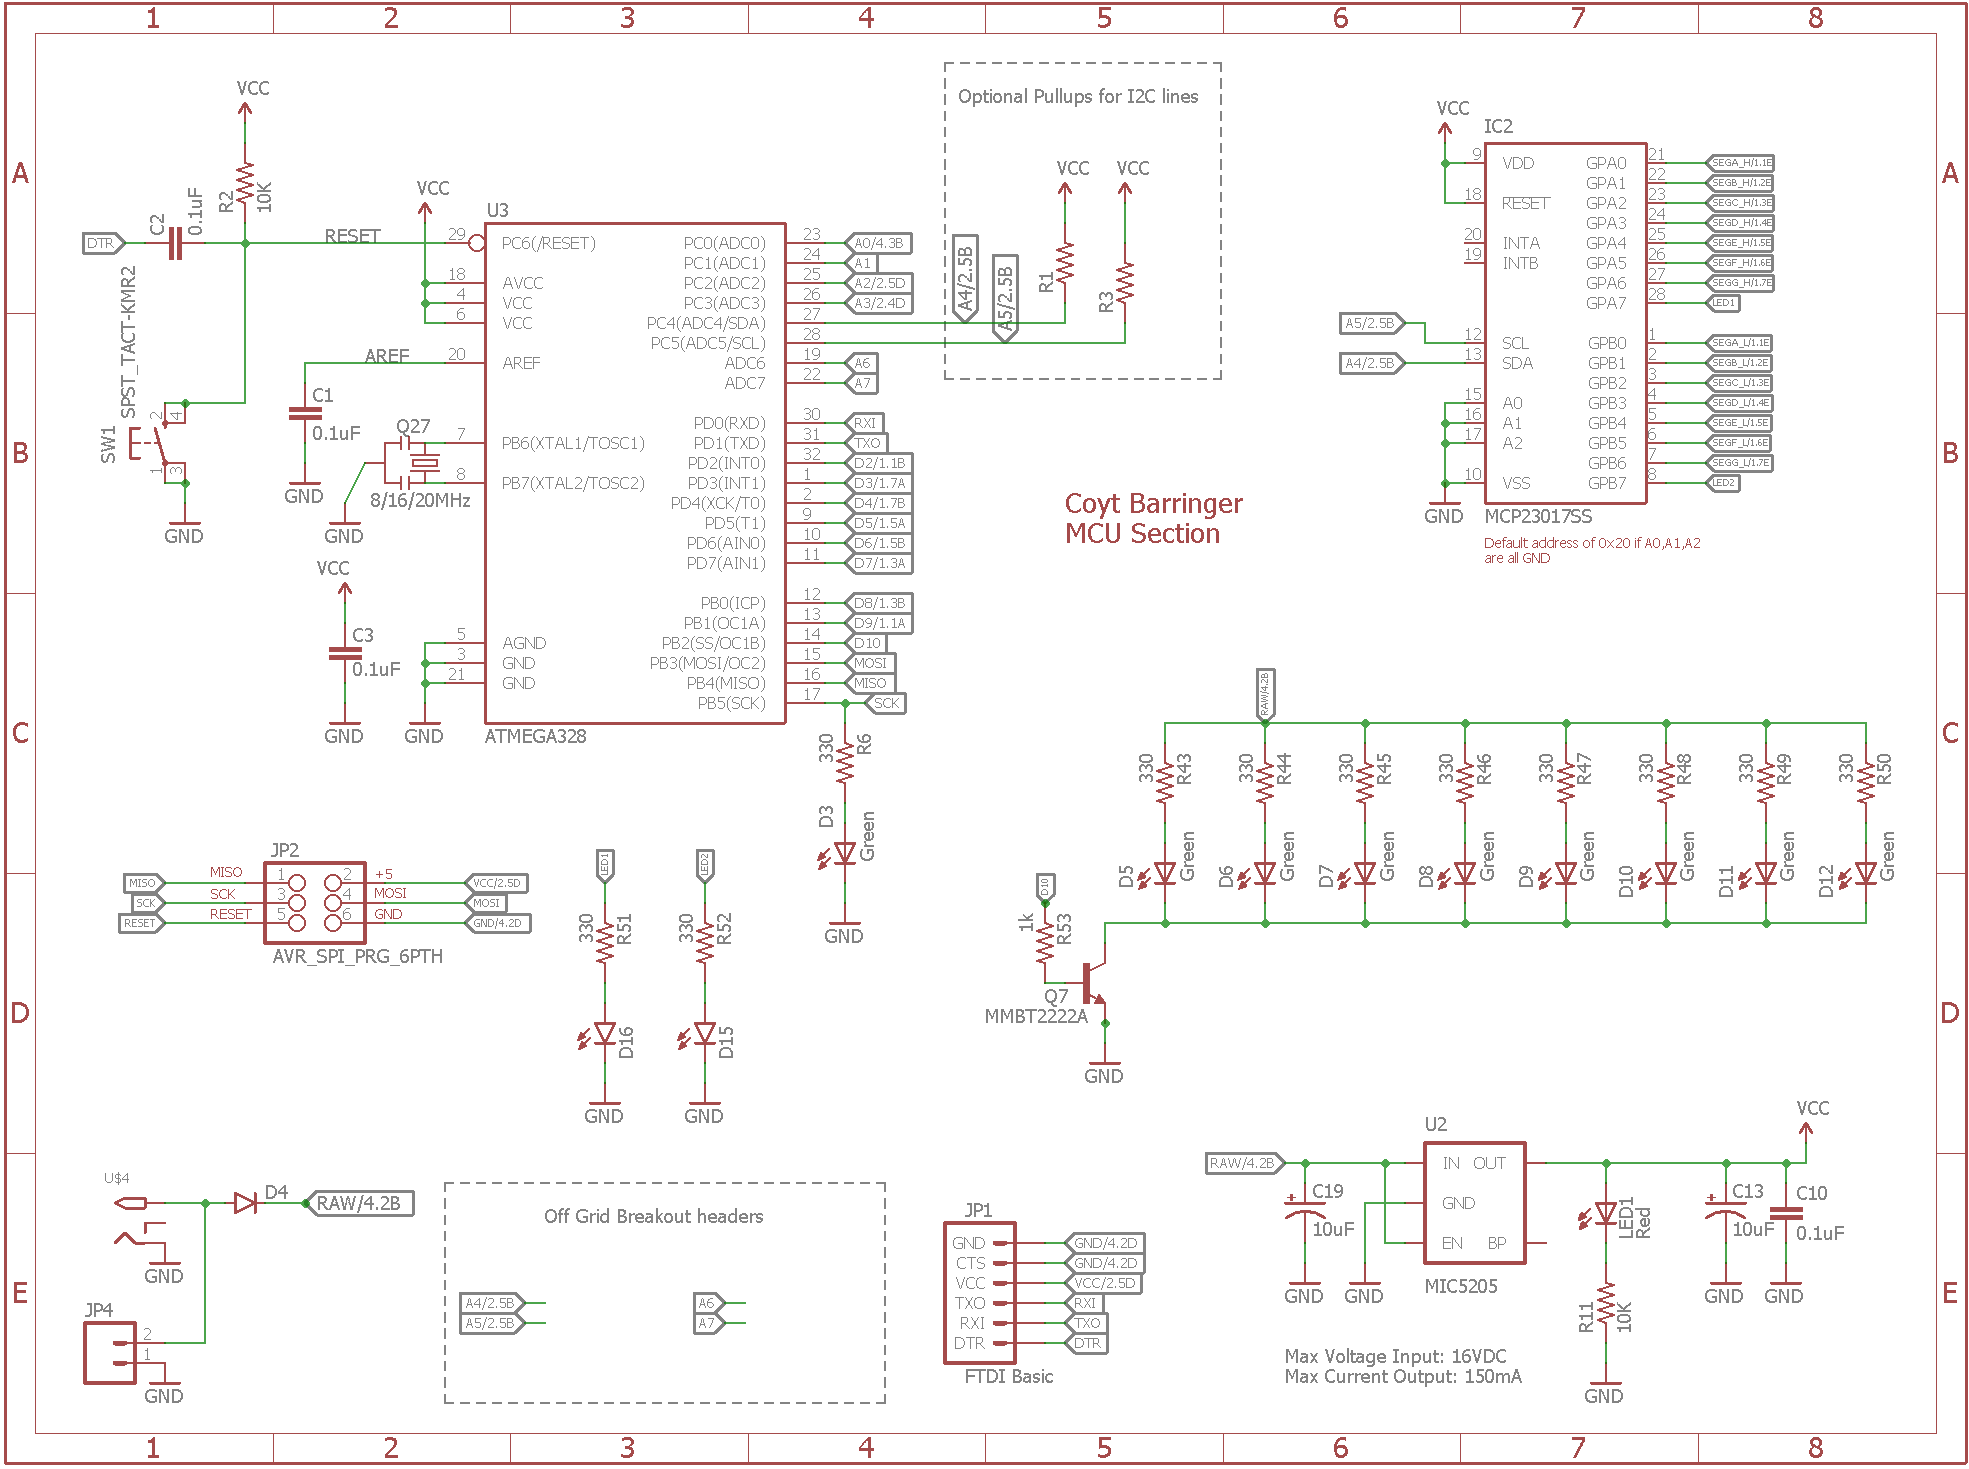 1 2 3 4 5 6 7 8
A
B
C
D
E
A
B
C
D
E
1 2 3 4 5 6 7 8
VCC
R2
10K
DTR
C2
0.1uF
RESET
SW1
SPST_TACT-KMR2
2
4
1
3
GND
VCC
AREF
C1
0.1uF
GND
Q27
8/16/20MHz
GND
VCC
C3
0.1uF
GND
GND
U3
29 PC6(/RESET)
18 AVCC
4 VCC
6 VCC
20 AREF
7 PB6(XTAL1/TOSC1)
8 PB7(XTAL2/TOSC2)
5 AGND
3 GND
21 GND
PC0(ADC0) 23 A0/4.3B
PC1(ADC1) 24 A1
PC2(ADC2) 25 A2/2.5D
PC3(ADC3) 26 A3/2.4D
PC4(ADC4/SDA) 27
PC5(ADC5/SCL) 28
ADC6 19 A6
ADC7 22 A7
PD0(RXD) 30 RXI
PD1(TXD) 31 TXO
PD2(INT0) 32 D2/1.1B
PD3(INT1) 1 D3/1.7A
PD4(XCK/T0) 2 D4/1.7B
PD5(T1) 9 D5/1.5A
PD6(AIN0) 10 D6/1.5B
PD7(AIN1) 11 D7/1.3A
PB0(ICP) 12 D8/1.3B
PB1(OC1A) 13 D9/1.1A
PB2(SS/OC1B) 14 D10
PB3(MOSI/OC2) 15 MOSI
PB4(MISO) 16 MISO
PB5(SCK) 17 SCK
ATMEGA328
330
R6
D3
Green
GND
Optional Pullups for I2C lines
VCC
VCC
A4/2.5B
A5/2.5B
R1
R3
Coyt Barringer
MCU Section
VCC
IC2
9 VDD
18 RESET
20 INTA
19 INTB
A5/2.5B
A4/2.5B
12 SCL
13 SDA
15 A0
16 A1
17 A2
10 VSS
GPA0 21 SEGA_H/1.1E
GPA1 22 SEGB_H/1.2E
GPA2 23 SEGC_H/1.3E
GPA3 24 SEGD_H/1.4E
GPA4 25 SEGE_H/1.5E
GPA5 26 SEGF_H/1.6E
GPA6 27 SEGG_H/1.7E
GPA7 28 LED1
GPB0 1 SEGA_L/1.1E
GPB1 2 SEGB_L/1.2E
GPB2 3 SEGC_L/1.3E
GPB3 4 SEGD_L/1.4E
GPB4 5 SEGE_L/1.5E
GPB5 6 SEGF_L/1.6E
GPB6 7 SEGG_L/1.7E
GPB7 8 LED2
GND
MCP23017SS
Default address of 0x20 if A0,A1,A2
are all GND
RAW/4.2B
330 R43
330 R44
330 R45
330 R46
330 R47
330 R48
330 R49
330 R50
D5 Green
D6 Green
D7 Green
D8 Green
D9 Green
D10 Green
D11 Green
D12 Green
D10
1k
R53
Q7
MMBT2222A
GND
JP2
MISO MISO 1 2 +5 VCC/2.5D
SCK SCK 3 4 MOSI MOSI
RESET RESET 5 6 GND GND/4.2D
AVR_SPI_PRG_6PTH
LED1
330
R51
D16
GND
LED2
330
R52
D15
GND
U$4
D4
RAW/4.2B
GND
JP4
2
1
GND
Off Grid Breakout headers
A4/2.5B
A5/2.5B
A6
A7
JP1
GND GND/4.2D
CTS GND/4.2D
VCC VCC/2.5D
TXO RXI
RXI TXO
DTR DTR
FTDI Basic
RAW/4.2B
+
C19
10uF
GND
GND
U2
IN OUT
GND
EN BP
MIC5205
LED1
Red
R11
10K
GND
+
C13
10uF
GND
C10
0.1uF
GND
VCC
Max Voltage Input: 16VDC
Max Current Output: 150mA